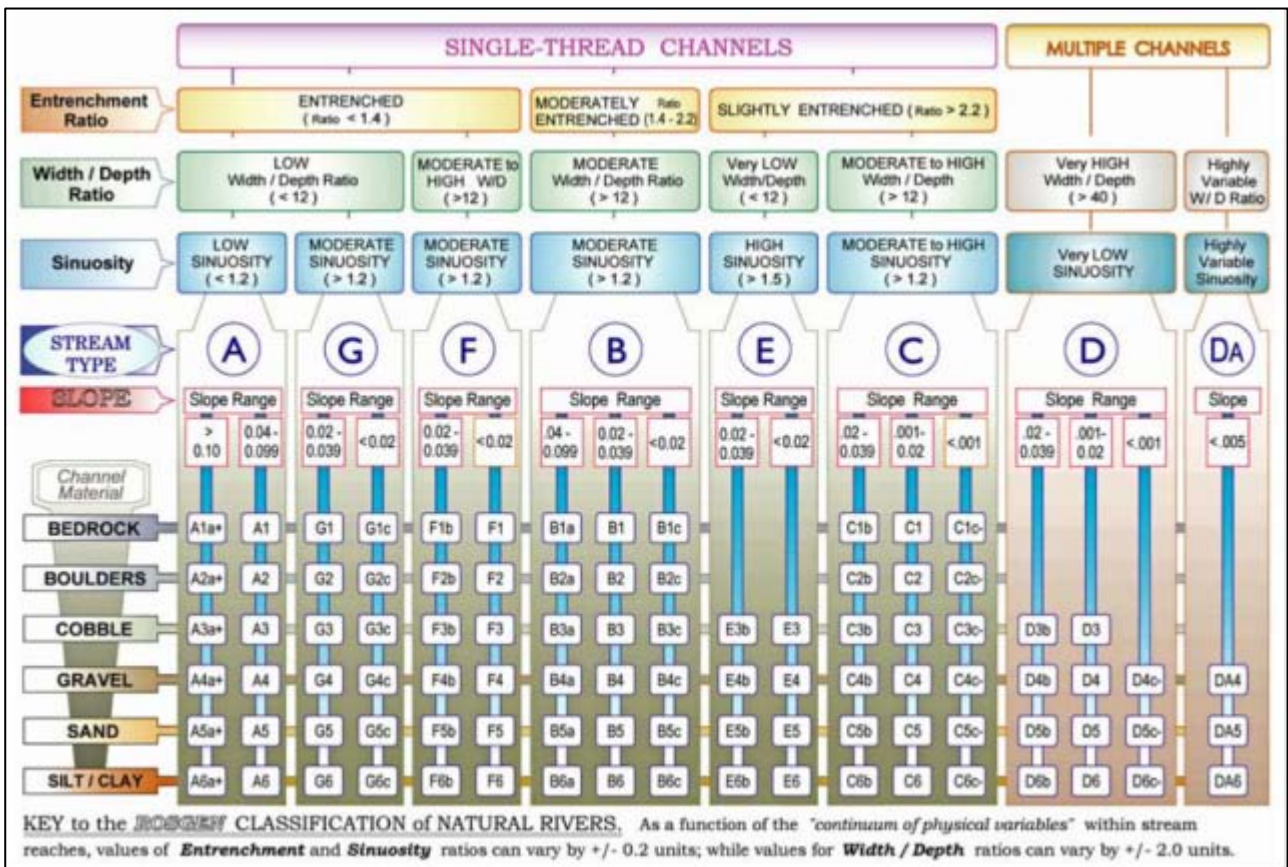 SINGLE-THREAD CHANNELS
MULTIPLE CHANNELS
Entrenchment
Ratio
ENTRENCHED
( Ratio < 1.4 )
MODERATELY Ratio
ENTRENCHED (1.4 - 2.2)
SLIGHTLY ENTRENCHED ( Ratio > 2.2 )
Width / Depth
Ratio
LOW
Width / Depth Ratio
( < 12 )
MODERATE to
HIGH W/D
( >12 )
MODERATE
Width / Depth Ratio
( > 12 )
Very LOW
Width/Depth
( < 12 )
MODERATE to HIGH
Width / Depth
( > 12 )
Very HIGH
Width / Depth
( > 40 )
Highly
Variable
W / D Ratio
Sinuosity
LOW
SINUOSITY
( < 1.2 )
MODERATE
SINUOSITY
( > 1.2 )
MODERATE
SINUOSITY
( > 1.2 )
MODERATE
SINUOSITY
( > 1.2 )
HIGH
SINUOSITY
( > 1.5 )
MODERATE to HIGH
SINUOSITY
( > 1.2 )
Very LOW
SINUOSITY
Highly
Variable
Sinuosity
STREAM
TYPE
A G F B E C D DA
SLOPE
Slope Range Slope Range Slope Range Slope Range Slope Range Slope Range Slope Range Slope
> 0.10
0.04 - 0.099
0.02 - 0.039
<0.02
0.02 - 0.039
<0.02
.04 - 0.099
0.02 - 0.039
<0.02
0.02 - 0.039
<0.02
.02 - 0.039
.001- 0.02
<.001
.02 - 0.039
.001- 0.02
<.001
<.005
Channel
Material
BEDROCK A1a+ A1 G1 G1c F1b F1 B1a B1 B1c C1b C1 C1c-
BOULDERS A2a+ A2 G2 G2c F2b F2 B2a B2 B2c C2b C2 C2c-
COBBLE A3a+ A3 G3 G3c F3b F3 B3a B3 B3c E3b E3 C3b C3 C3c- D3b D3
GRAVEL A4a+ A4 G4 G4c F4b F4 B4a B4 B4c E4b E4 C4b C4 C4c- D4b D4 D4c- DA4
SAND A5a+ A5 G5 G5c F5b F5 B5a B5 B5c E5b E5 C5b C5 C5c- D5b D5 D5c- DA5
SILT / CLAY A6a+ A6 G6 G6c F6b F6 B6a B6 B6c E6b E6 C6b C6 C6c- D6b D6 D6c- DA6
KEY to the ROSGEN CLASSIFICATION of NATURAL RIVERS. As a function of the "continuum of physical variables" within stream
reaches, values of Entrenchment and Sinuosity ratios can vary by +/- 0.2 units; while values for Width / Depth ratios can vary by +/- 2.0 units.